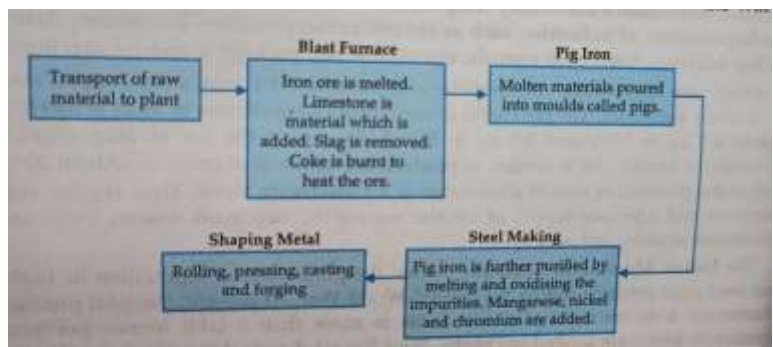 Blast Furnace
Pig Iron
Transport of raw
material to plant
Iron ore is melted.
Limestone is
material which is
added. Slag is removed.
Coke is burnt to
heat the ore.
Molten materials poured
into moulds called pigs.
Shaping Metal
Steel Making
Rolling, pressing, casting
and forging
Pig iron is further purified by
melting and oxidising the
impurities. Manganese, nickel
and chromium are added.